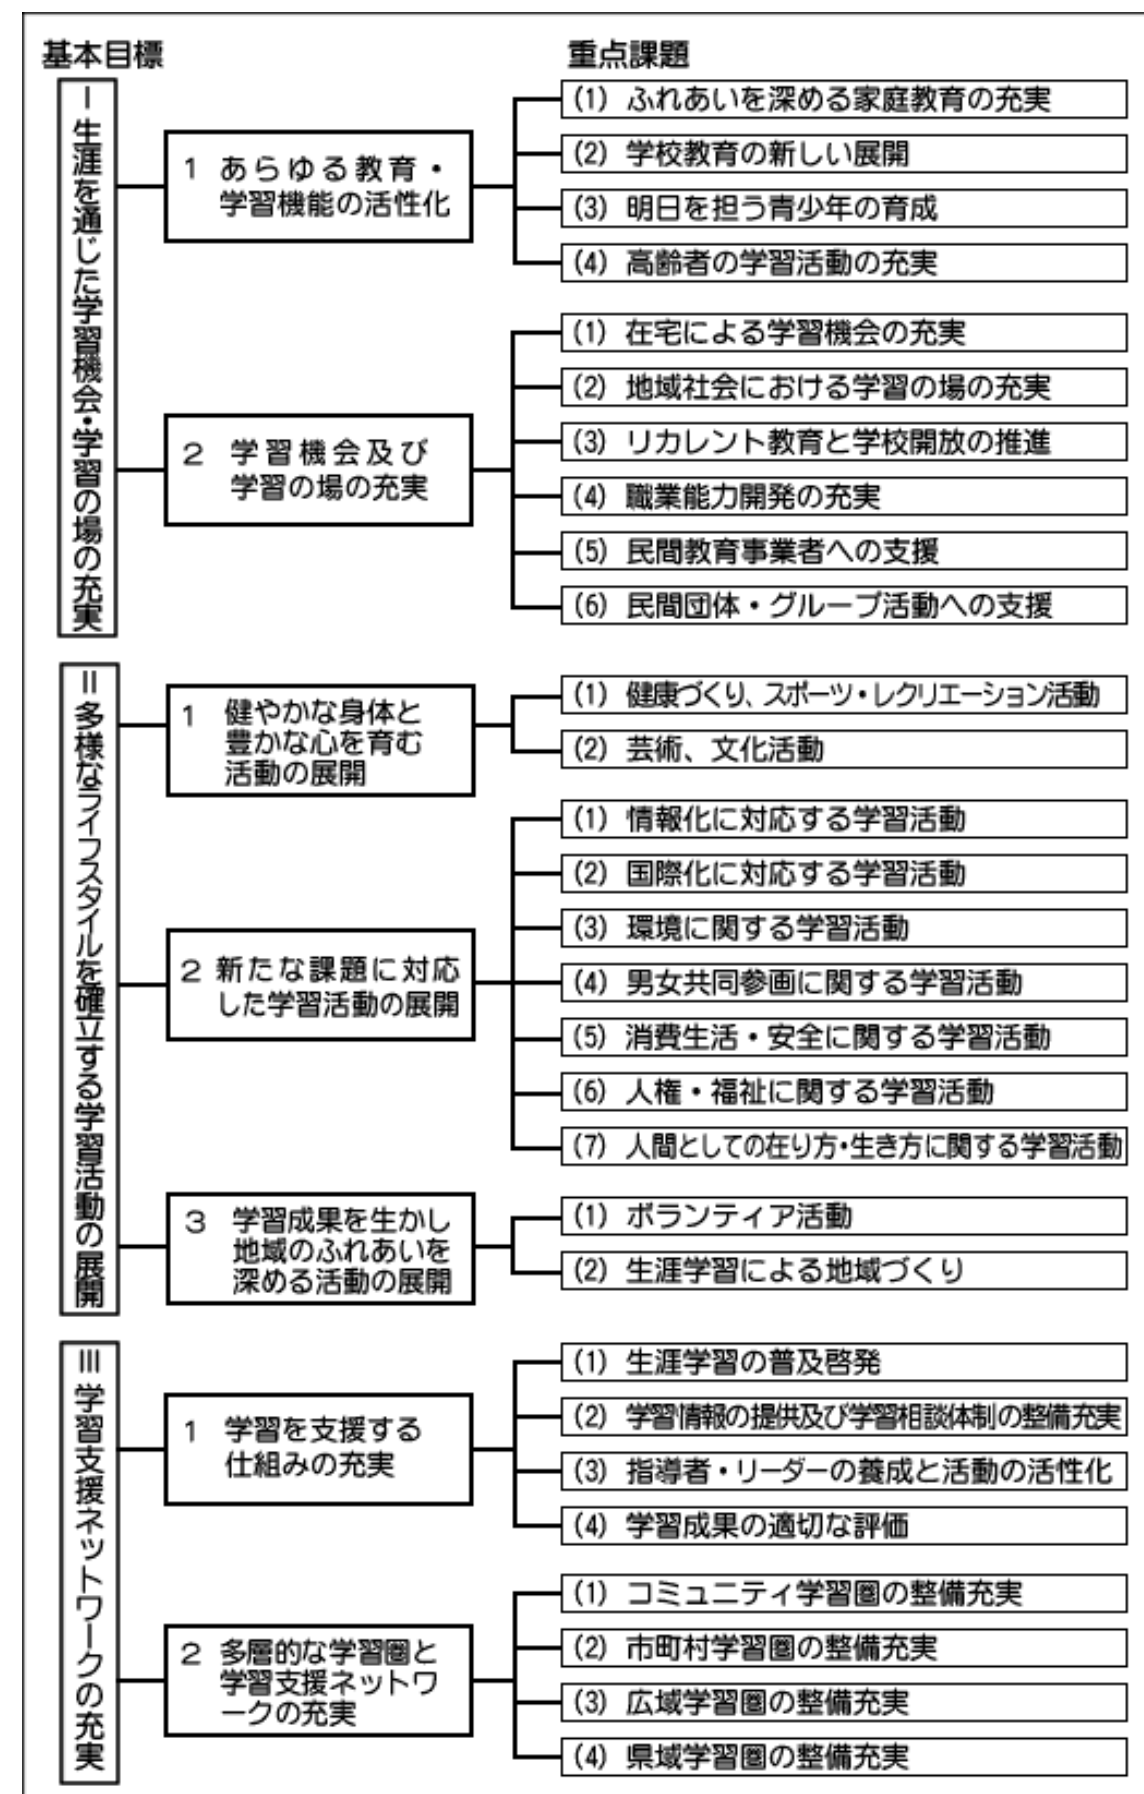 基本目標
重点課題
Ⅰ 生涯を通じた学習機会・学習の場の充実
1 あらゆる教育・
学習機能の活性化
(1) ふれあいを深める家庭教育の充実
(2) 学校教育の新しい展開
(3) 明日を担う青少年の育成
(4) 高齢者の学習活動の充実
2 学習機会及び
学習の場の充実
(1) 在宅による学習機会の充実
(2) 地域社会における学習の場の充実
(3) リカレント教育と学校開放の推進
(4) 職業能力開発の充実
(5) 民間教育事業者への支援
(6) 民間団体・グループ活動への支援
Ⅱ 多様なライフスタイルを確立する学習活動の展開
1 健やかな身体と
豊かな心を育む
活動の展開
(1) 健康づくり、スポーツ・レクリエーション活動
(2) 芸術、文化活動
2 新たな課題に対応
した学習活動の展開
(1) 情報化に対応する学習活動
(2) 国際化に対応する学習活動
(3) 環境に関する学習活動
(4) 男女共同参画に関する学習活動
(5) 消費生活・安全に関する学習活動
(6) 人権・福祉に関する学習活動
(7) 人間としての在り方・生き方に関する学習活動
3 学習成果を生かし
地域のふれあいを
深める活動の展開
(1) ボランティア活動
(2) 生涯学習による地域づくり
Ⅲ 学習支援ネットワークの充実
1 学習を支援する
仕組みの充実
(1) 生涯学習の普及啓発
(2) 学習情報の提供及び学習相談体制の整備充実
(3) 指導者・リーダーの養成と活動の活性化
(4) 学習成果の適切な評価
2 多層的な学習圏と
学習支援ネットワ
ークの充実
(1) コミュニティ学習圏の整備充実
(2) 市町村学習圏の整備充実
(3) 広域学習圏の整備充実
(4) 県域学習圏の整備充実